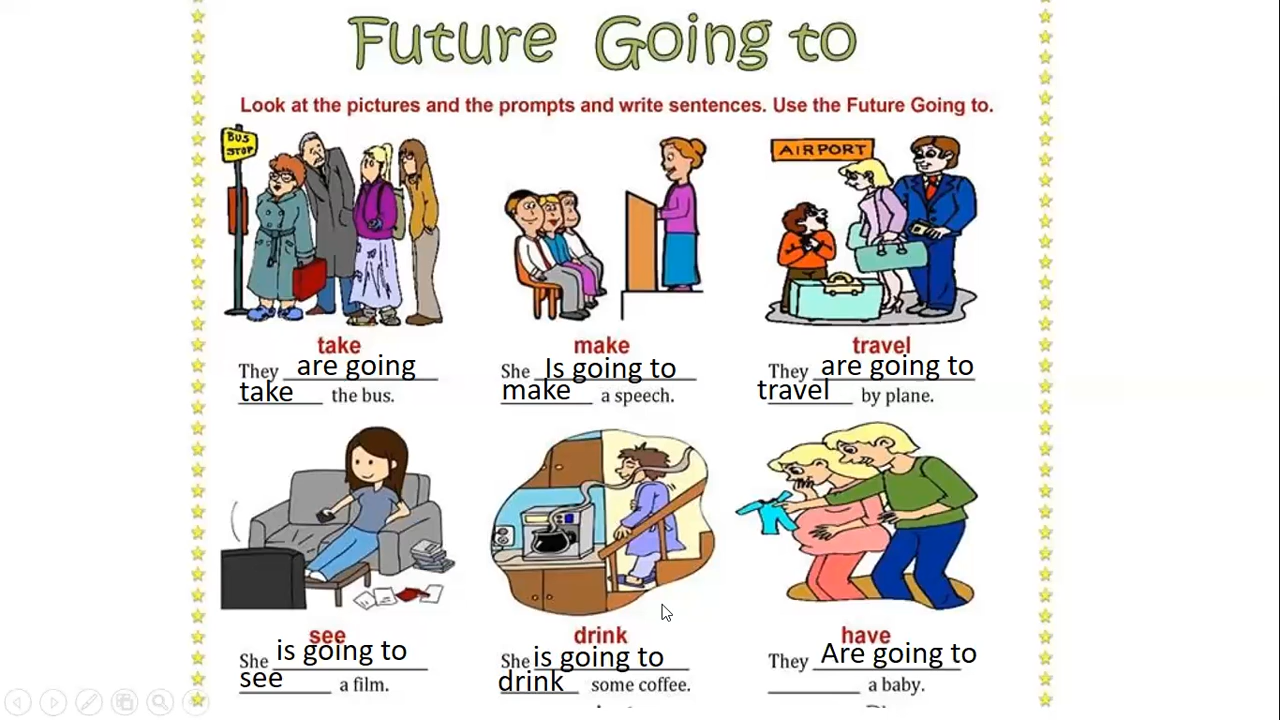 Future Going to
Look at the pictures and the prompts and write sentences. Use the Future Going to.
BUS
STOP
AIRPORT
take
They are going
take the bus.
make
She Is going to
make a speech.
travel
They are going to
travel by plane.
see
She is going to
see a film.
drink
She is going to
drink some coffee.
have
They Are going to
a baby.